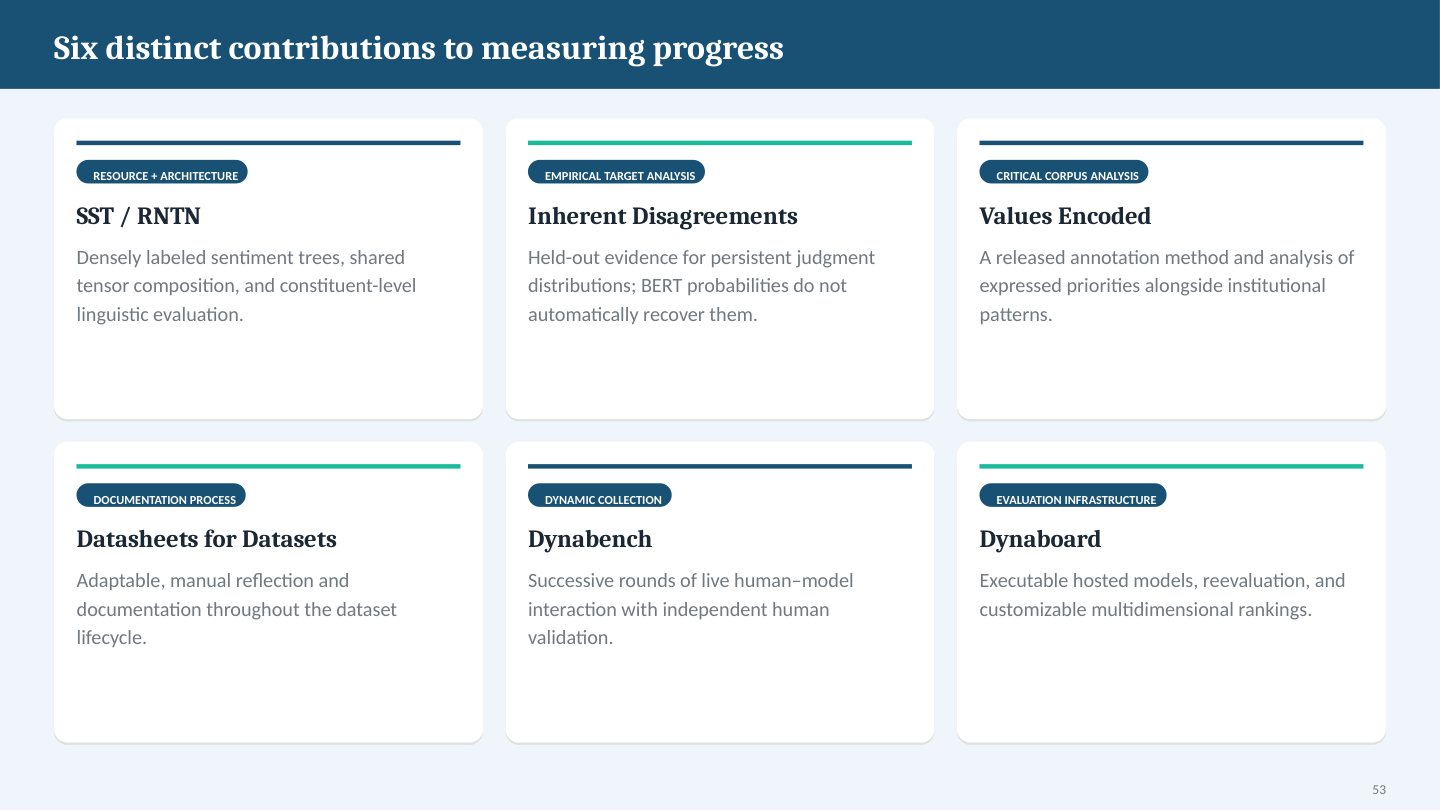 Six distinct contributions to measuring progress
RESOURCE + ARCHITECTURE
SST / RNTN
Densely labeled sentiment trees, shared
tensor composition, and constituent-level
linguistic evaluation.
EMPIRICAL TARGET ANALYSIS
Inherent Disagreements
Held-out evidence for persistent judgment
distributions; BERT probabilities do not
automatically recover them.
CRITICAL CORPUS ANALYSIS
Values Encoded
A released annotation method and analysis of
expressed priorities alongside institutional
patterns.
DOCUMENTATION PROCESS
Datasheets for Datasets
Adaptable, manual reflection and
documentation throughout the dataset
lifecycle.
DYNAMIC COLLECTION
Dynabench
Successive rounds of live human–model
interaction with independent human
validation.
EVALUATION INFRASTRUCTURE
Dynaboard
Executable hosted models, reevaluation, and
customizable multidimensional rankings.
53